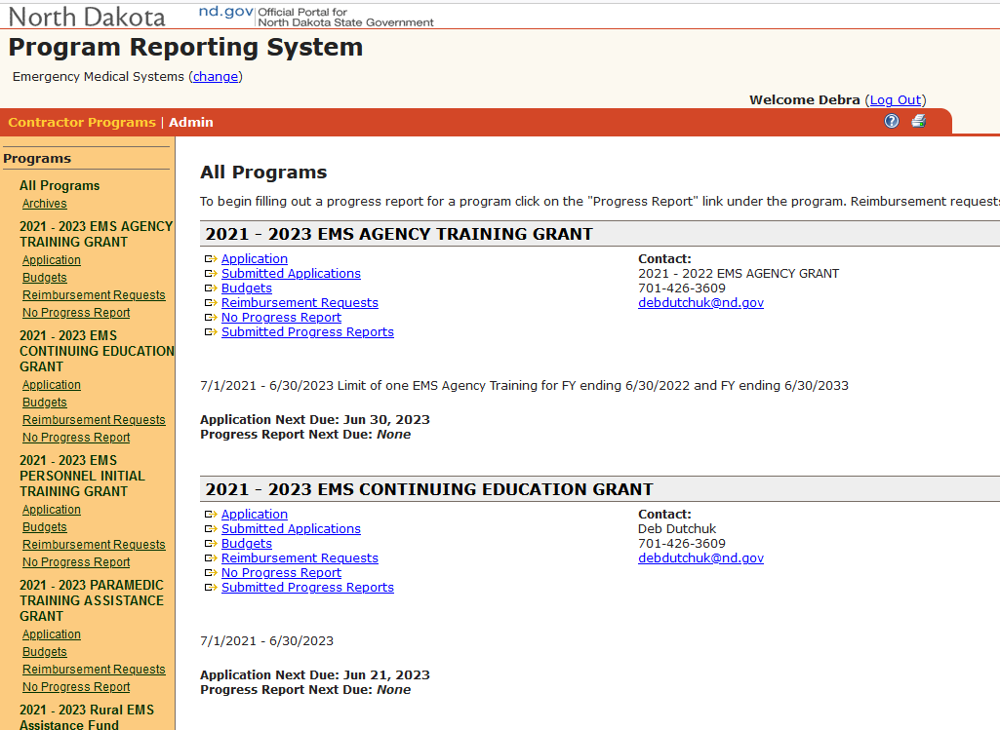 North Dakota
nd.gov
Official Portal for
North Dakota State Government
Program Reporting System
Emergency Medical Systems (change)
Welcome Debra (Log Out)
Contractor Programs | Admin
Programs
All Programs
Archives
2021 - 2023 EMS AGENCY
TRAINING GRANT
Application
Budgets
Reimbursement Requests
No Progress Report
2021 - 2023 EMS
CONTINUING EDUCATION
GRANT
Application
Budgets
Reimbursement Requests
No Progress Report
2021 - 2023 EMS
PERSONNEL INITIAL
TRAINING GRANT
Application
Budgets
Reimbursement Requests
No Progress Report
2021 - 2023 PARAMEDIC
TRAINING ASSISTANCE
GRANT
Application
Budgets
Reimbursement Requests
No Progress Report
2021 - 2023 Rural EMS
Assistance Fund
All Programs
To begin filling out a progress report for a program click on the "Progress Report" link under the program. Reimbursement requests
2021 - 2023 EMS AGENCY TRAINING GRANT
Application
Submitted Applications
Budgets
Reimbursement Requests
No Progress Report
Submitted Progress Reports
Contact:
2021 - 2022 EMS AGENCY GRANT
701-426-3609
debdutchuk@nd.gov
7/1/2021 - 6/30/2023 Limit of one EMS Agency Training for FY ending 6/30/2022 and FY ending 6/30/2033
Application Next Due: Jun 30, 2023
Progress Report Next Due: None
2021 - 2023 EMS CONTINUING EDUCATION GRANT
Application
Submitted Applications
Budgets
Reimbursement Requests
No Progress Report
Submitted Progress Reports
Contact:
Deb Dutchuk
701-426-3609
debdutchuk@nd.gov
7/1/2021 - 6/30/2023
Application Next Due: Jun 21, 2023
Progress Report Next Due: None